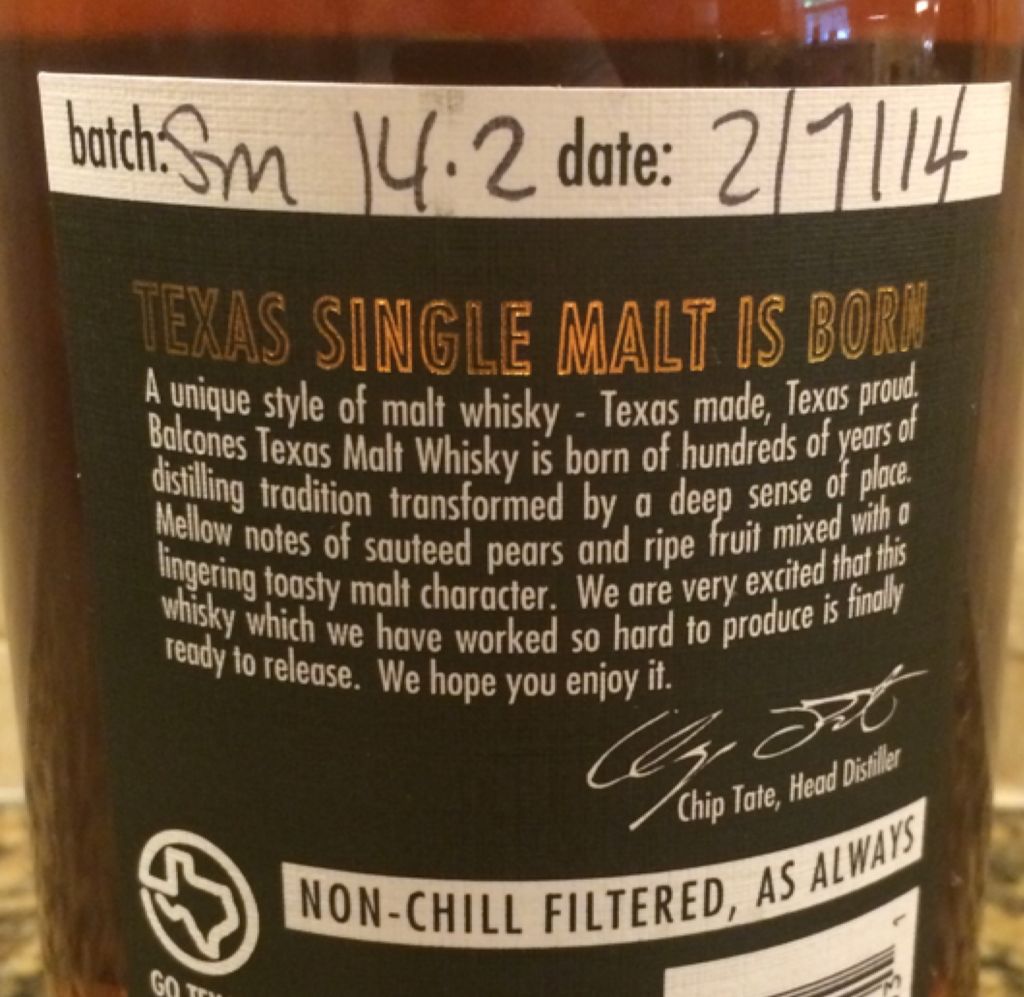 batch: Sm 14.2 date: 2/7/14
TEXAS SINGLE MALT IS BORN
A unique style of malt whisky - Texas made, Texas proud.
Balcones Texas Malt Whisky is born of hundreds of years of
distilling tradition transformed by a deep sense of place.
Mellow notes of sauteed pears and ripe fruit mixed with a
lingering toasty malt character. We are very excited that this
whisky which we have worked so hard to produce is finally
ready to release. We hope you enjoy it.
Chip Tate, Head Distiller
NON-CHILL FILTERED, AS ALWAYS
GO